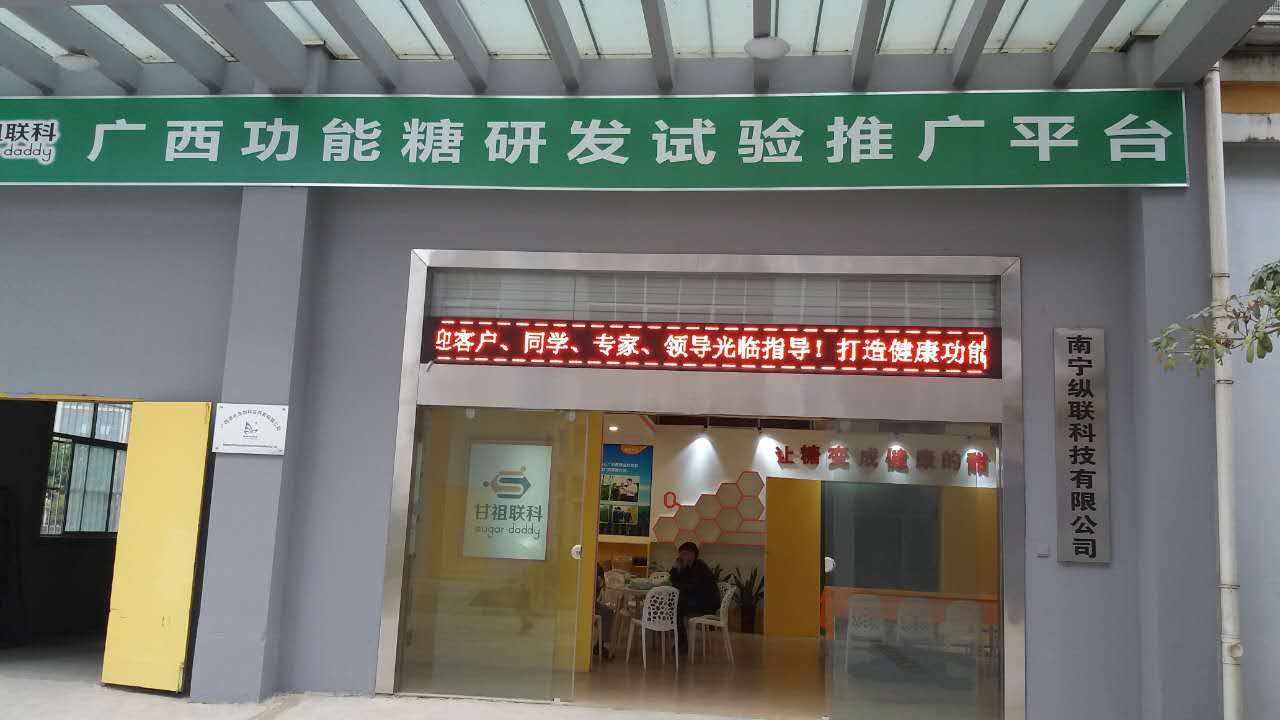 联科 广西功能糖研发试验推广平台
daddy
迎客户、同学、专家、领导光临指导！打造健康功能
南宁纵联科技有限公司
甘祖联科
sugar daddy
让糖变成健康的